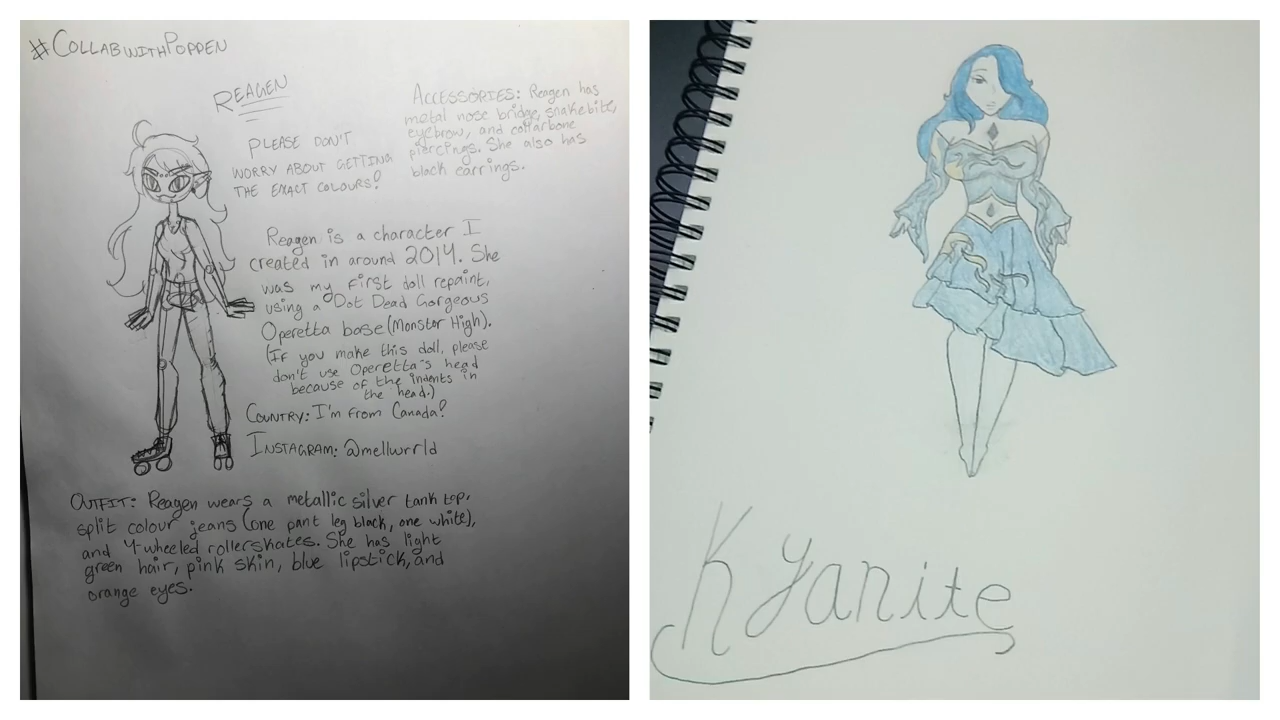 #COLLABWITHPOPPEN
REAGEN
PLEASE DON'T
WORRY ABOUT GETTING
THE EXACT COLOURS!
ACCESSORIES: Reagen has
metal nose bridge, snakebite,
eyebrow, and collarbone
piercings. She also has
black earrings.
Reagen is a character I
created in around 2014. She
was my first doll repaint,
using a Dot Dead Gorgeous
Operetta base (Monster High).
(If you make this doll, please
don't use Operetta's head
because of the indents in
the head.)
COUNTRY: I'm from Canada!
INSTAGRAM: @mellwrrld
OUTFIT: Reagen wears a metallic silver tank top,
split colour jeans (one pant leg black, one white),
and 4-wheeled rollerskates. She has light
green hair, pink skin, blue lipstick, and
orange eyes.
Kyanite